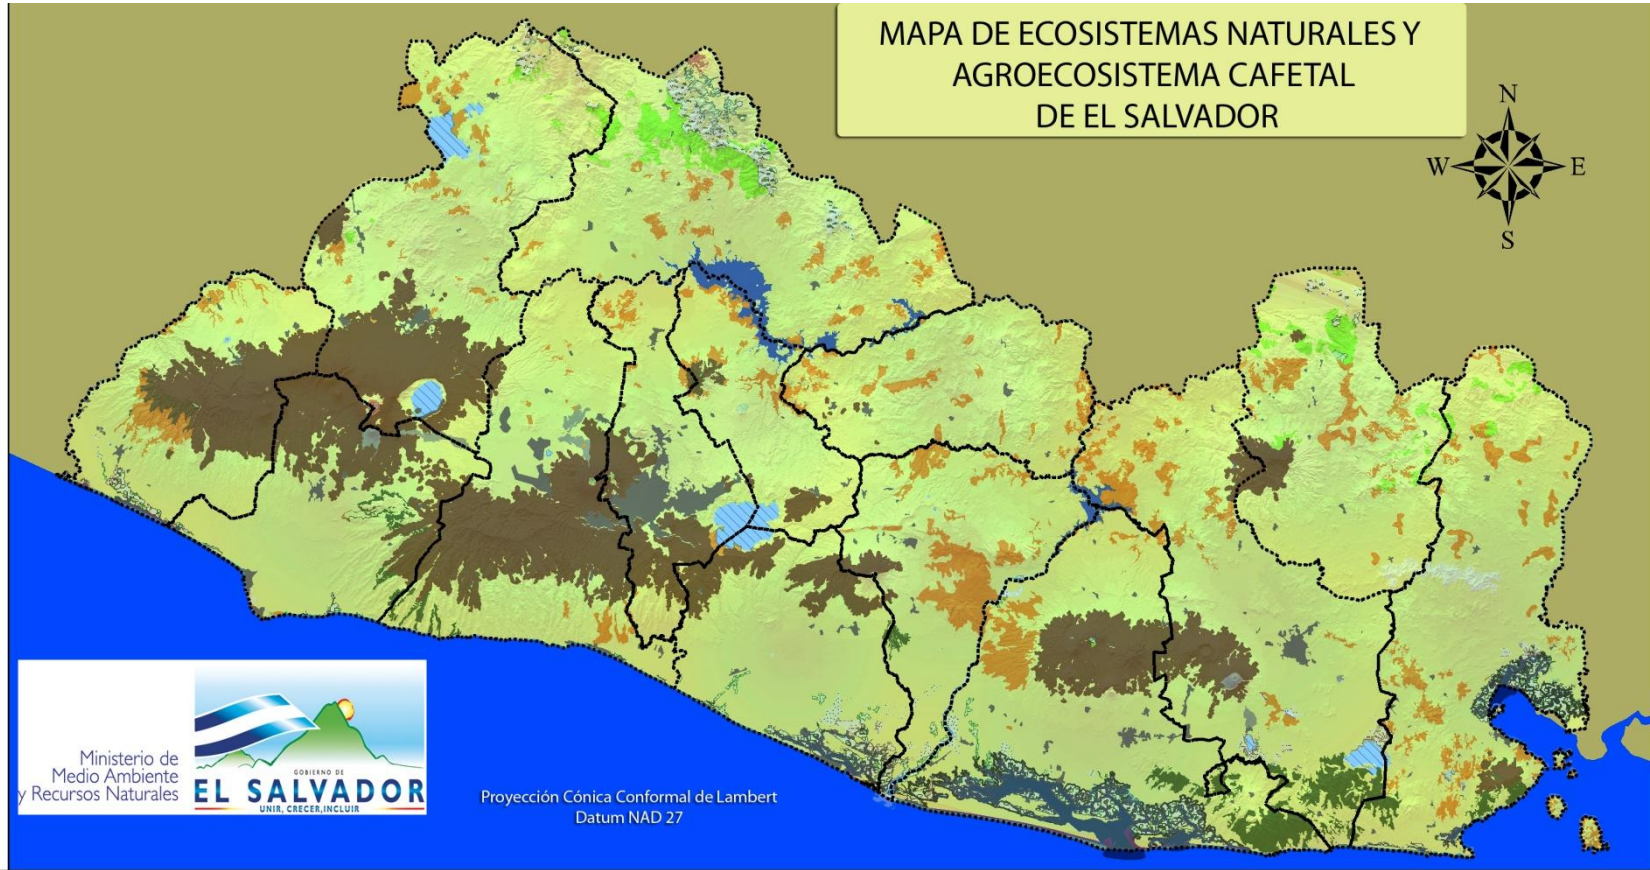 MAPA DE ECOSISTEMAS NATURALES Y
AGROECOSISTEMA CAFETAL
DE EL SALVADOR
N
W
E
S
Ministerio de
Medio Ambiente
y Recursos Naturales
GOBIERNO DE
EL SALVADOR
UNIR, CRECER, INCLUIR
Proyección Cónica Conformal de Lambert
Datum NAD 27